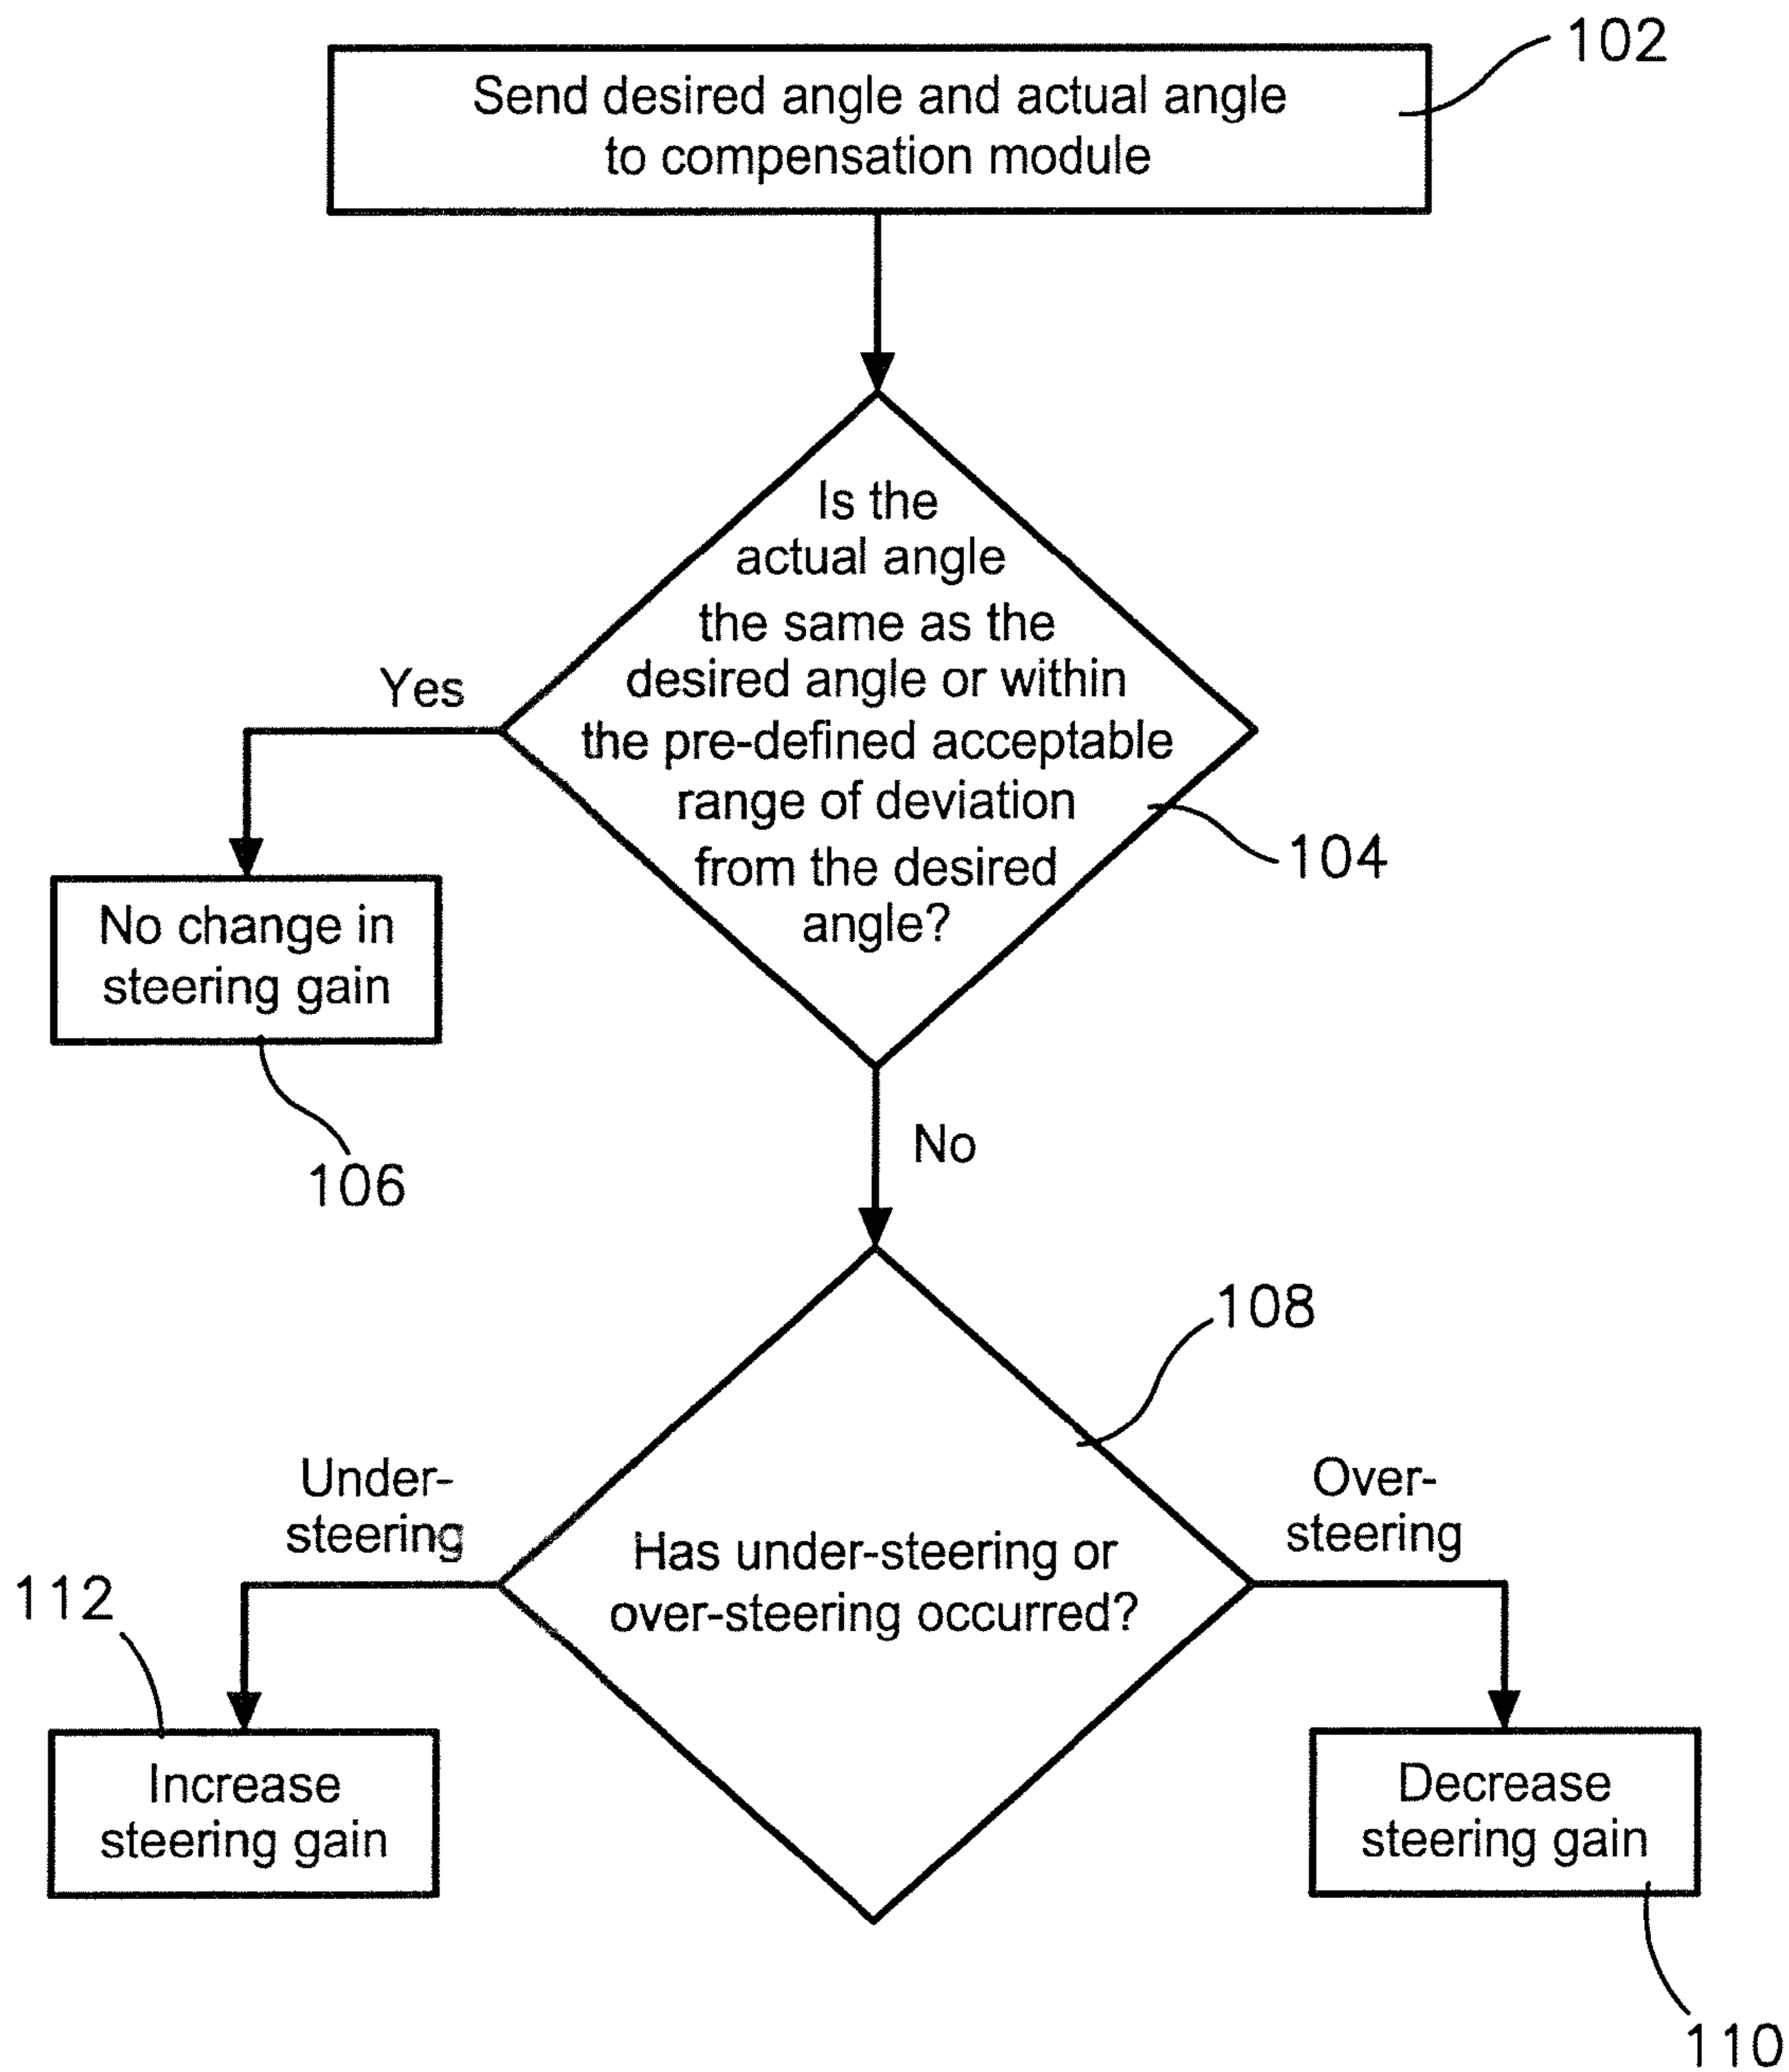 102
Send desired angle and actual angle
to compensation module
Is the
actual angle
the same as the
desired angle or within
the pre-defined acceptable
range of deviation
from the desired
angle?
104
Yes
No change in
steering gain
106
No
108
Has under-steering or
over-steering occurred?
Under-
steering
Over-
steering
112
Increase
steering gain
Decrease
steering gain
110